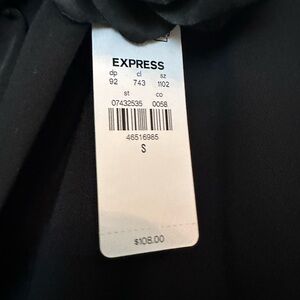 EXPRESS
dp cl sz
92 743 1102
st co
07432535 0058
46516985
S
$108.00